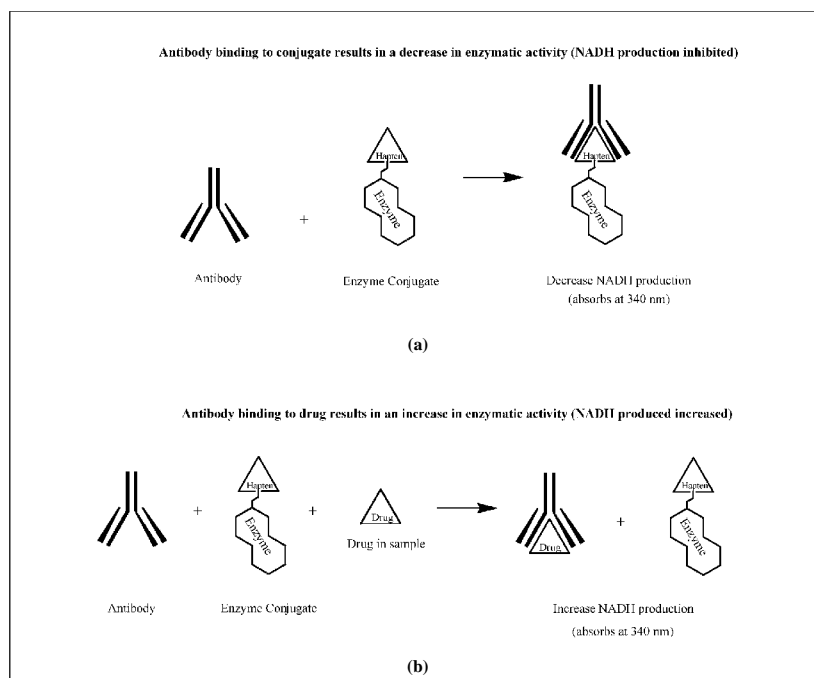 Antibody binding to conjugate results in a decrease in enzymatic activity (NADH production inhibited)
Hapten
Enzyme
+
Hapten
Enzyme
Antibody
Enzyme Conjugate
Decrease NADH production
(absorbs at 340 nm)
(a)
Antibody binding to drug results in an increase in enzymatic activity (NADH produced increased)
+
Hapten
Enzyme
+
Drug
Drug in sample
Drug
+
Hapten
Enzyme
Antibody
Enzyme Conjugate
Increase NADH production
(absorbs at 340 nm)
(b)